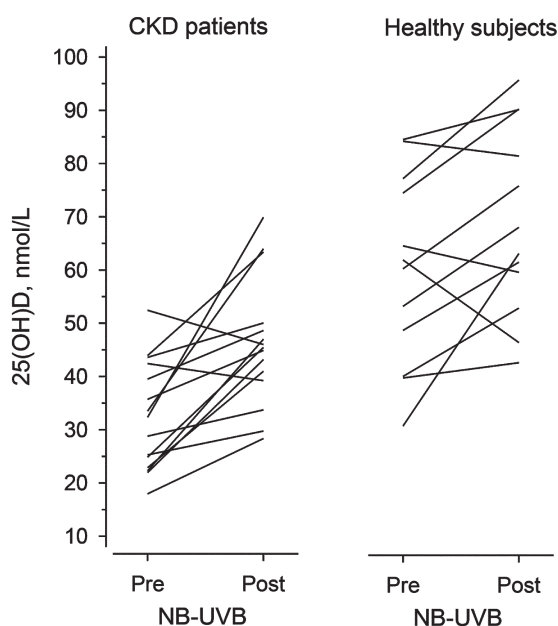 CKD patients
Healthy subjects
25(OH)D, nmol/L
100
90
80
70
60
50
40
30
20
10
Pre
Post
NB-UVB
Pre
Post
NB-UVB